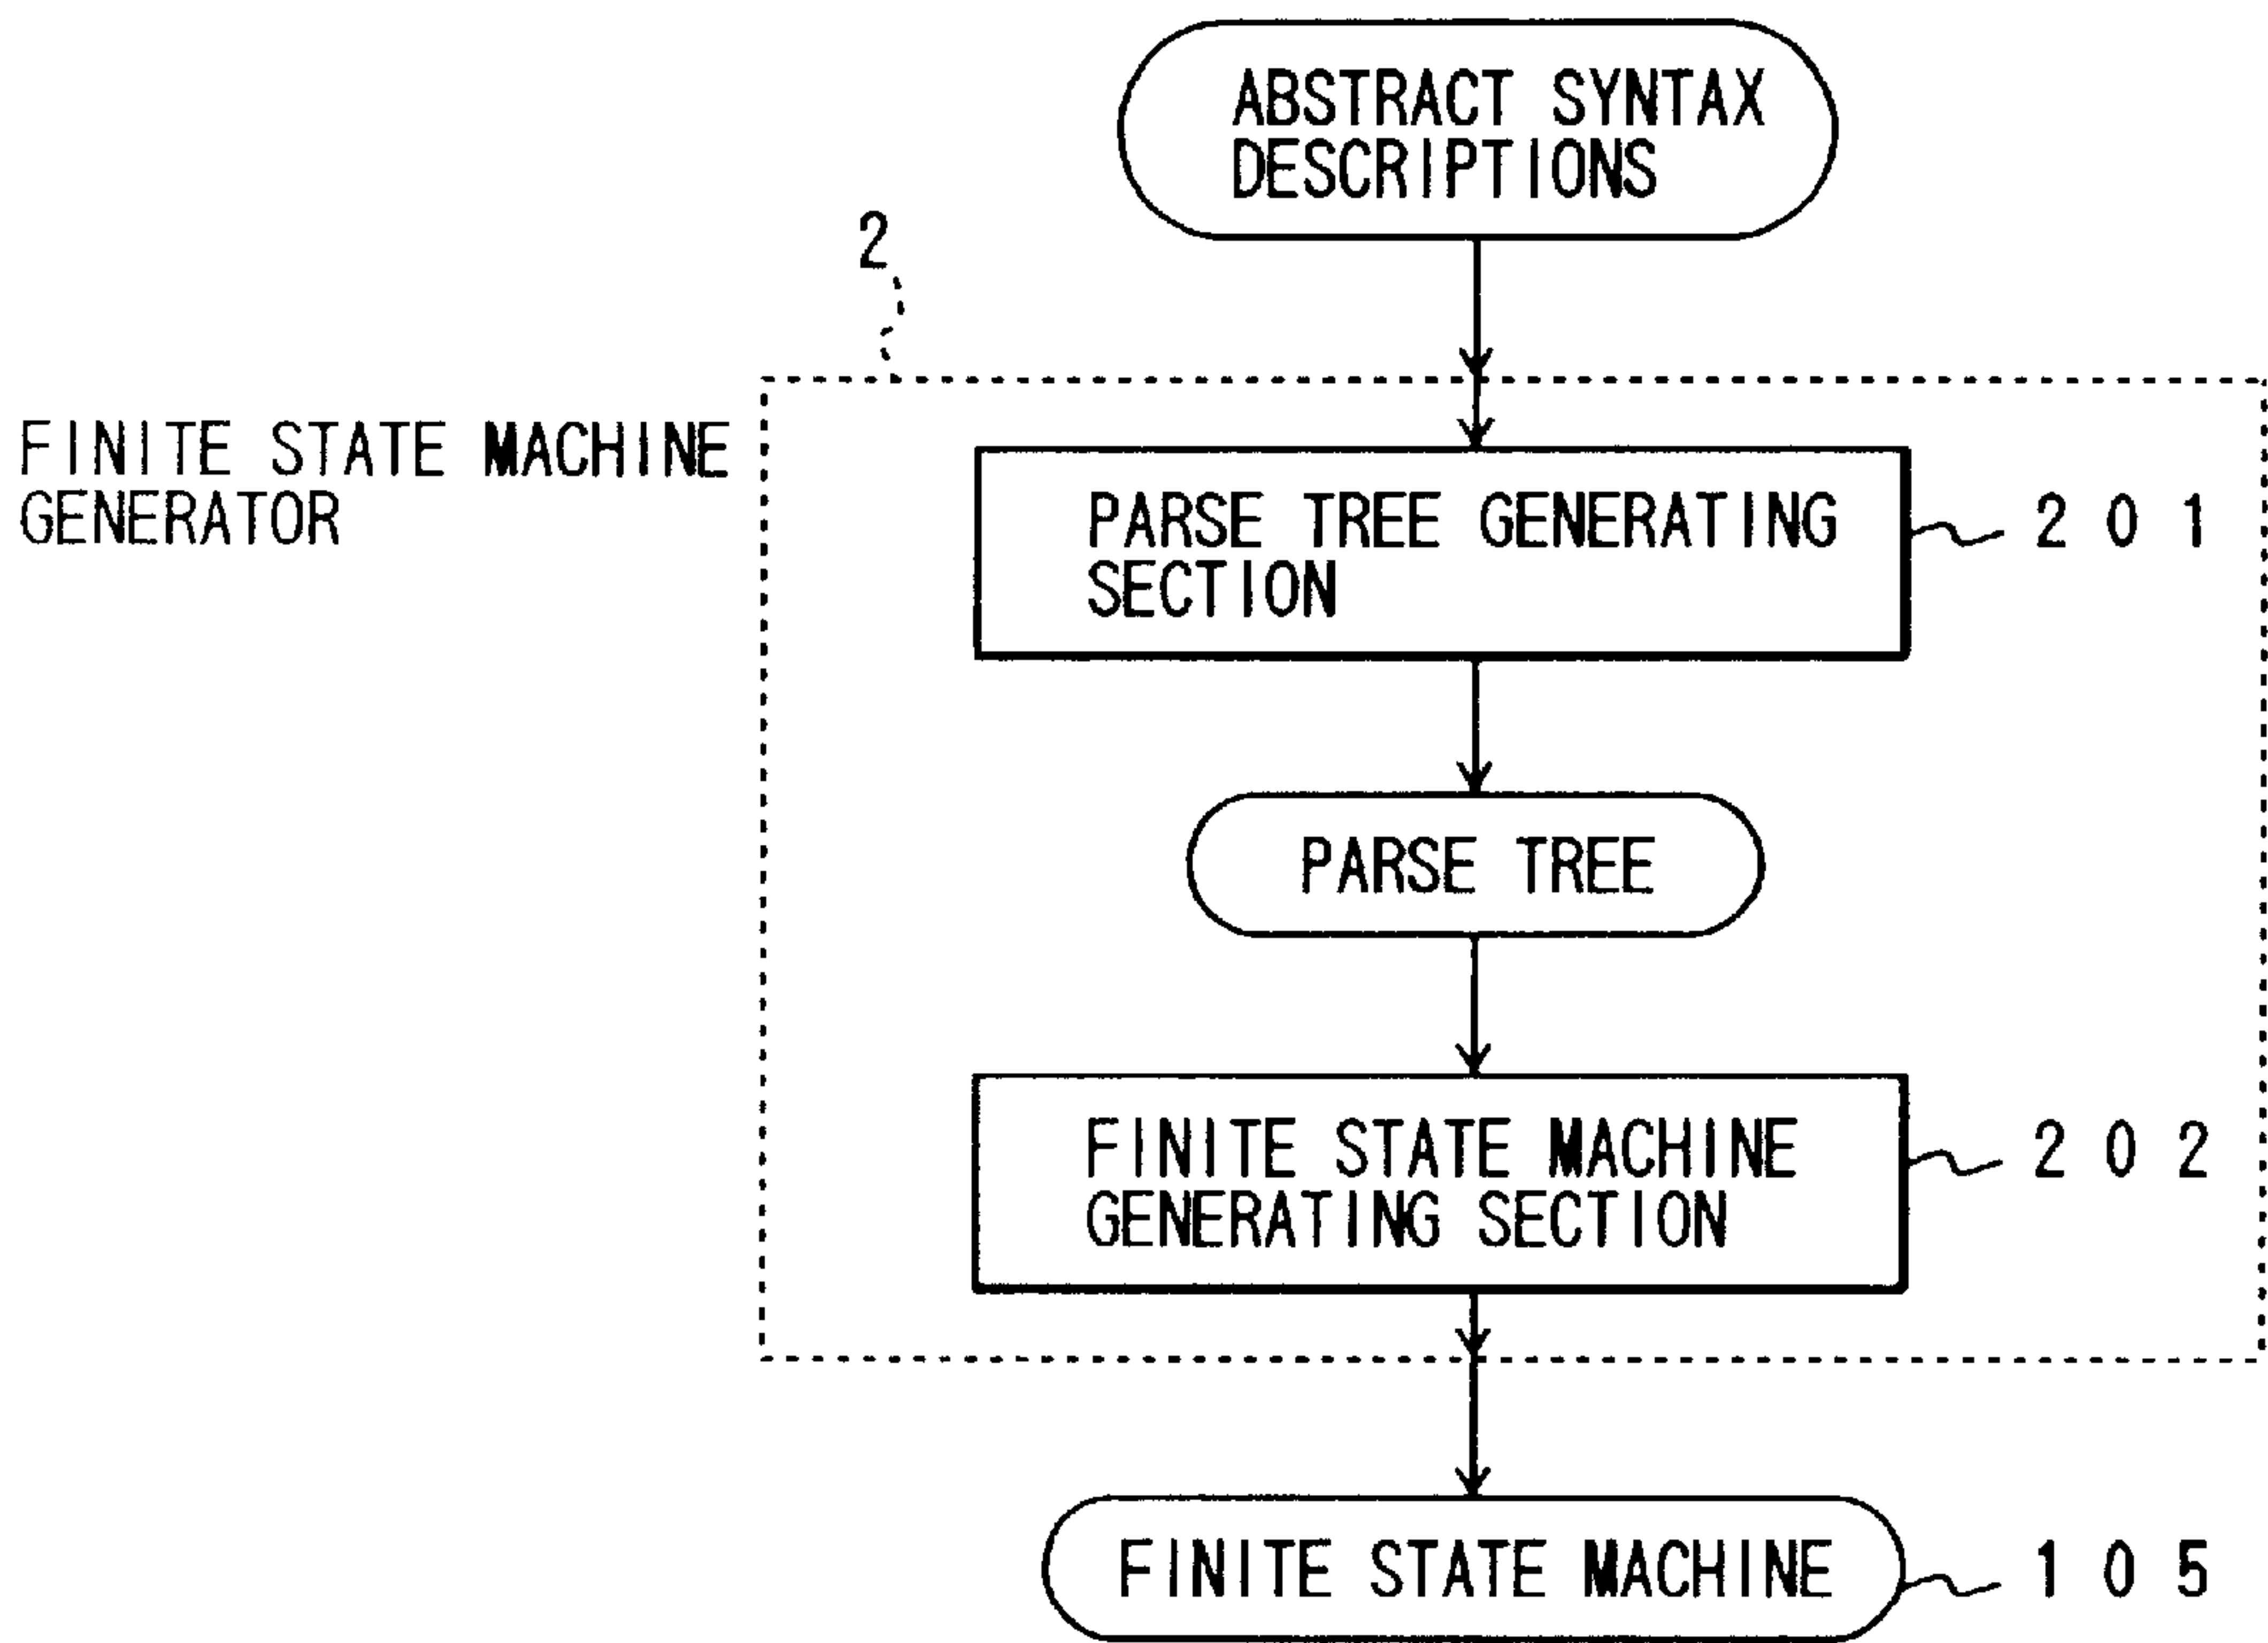 ABSTRACT SYNTAX
DESCRIPTIONS
2
FINITE STATE MACHINE
GENERATOR
PARSE TREE GENERATING
SECTION
201
PARSE TREE
FINITE STATE MACHINE
GENERATING SECTION
202
FINITE STATE MACHINE
105